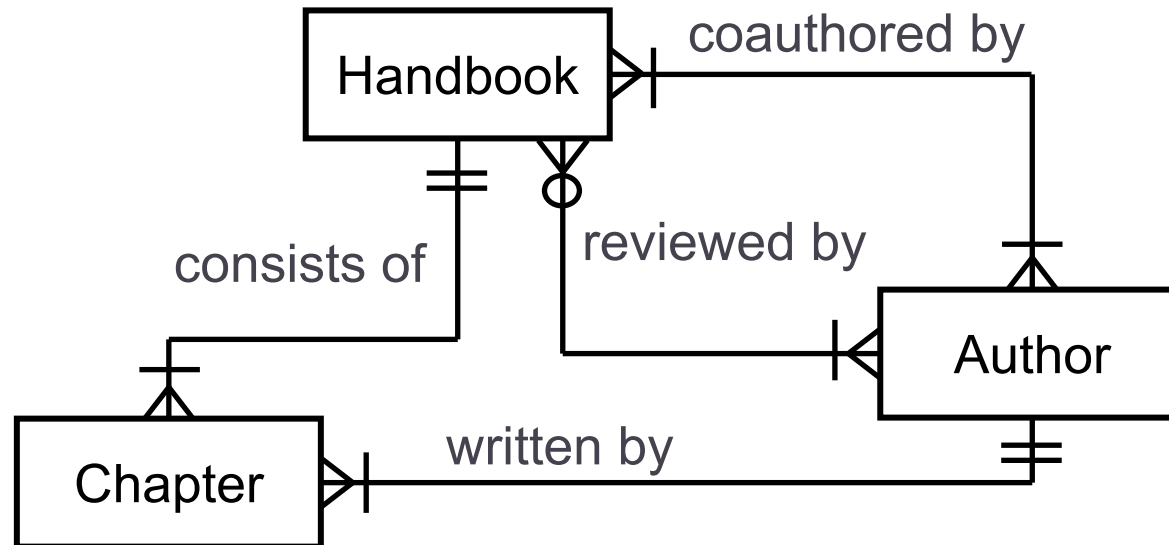 coauthored by
Handbook
reviewed by
consists of
Author
written by
Chapter